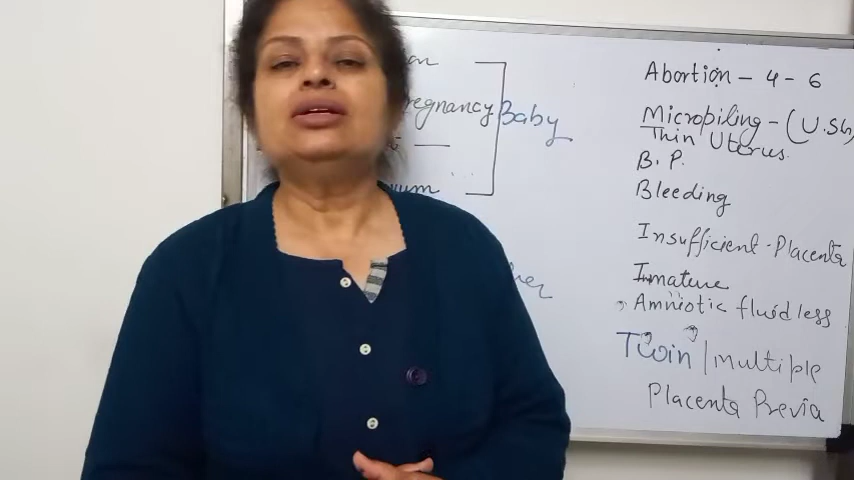 Pregnancy Baby
Abortion - 4 - 6
Micropiling - (U.Sh,
Thin Uterus.
B. P.
Bleeding
Insufficient - Placenta
Immature
Amniotic fluid less
Twin | multiple
Placenta Previa